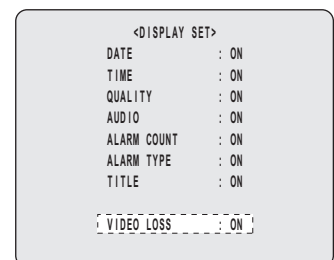 <DISPLAY SET>
DATE : ON
TIME : ON
QUALITY : ON
AUDIO : ON
ALARM COUNT : ON
ALARM TYPE : ON
TITLE : ON
VIDEO LOSS : ON